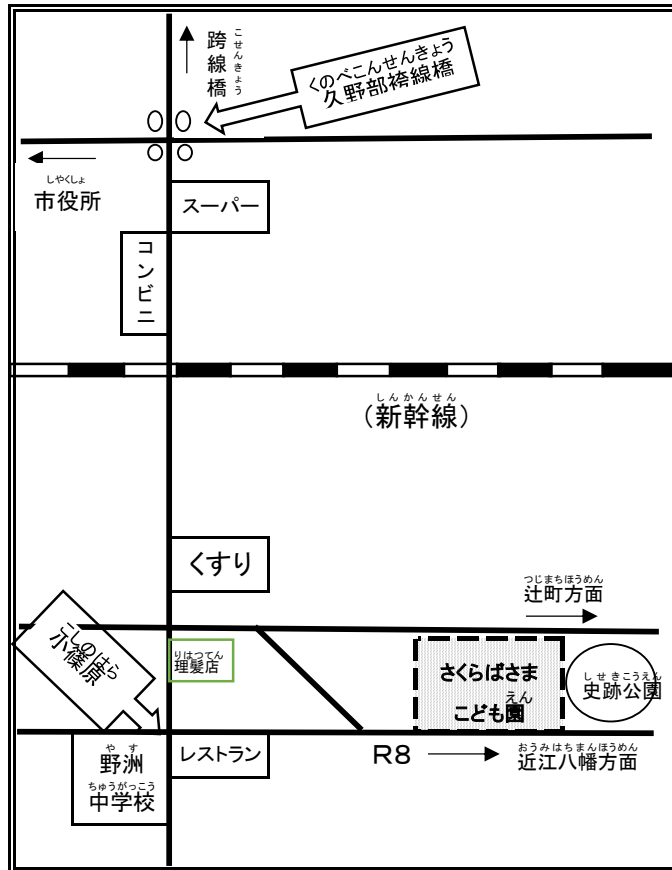 こせんきょう
跨線橋
くのべこんせんきょう
久野部袴線橋
しやくしょ
市役所
スーパー
コンビニ
しんかんせん
(新幹線)
くすり
つじまちほうめん
辻町方面
こしのはら
小篠原
りはつてん
理髪店
さくらばさま
えん
こども園
しせきこうえん
史跡公園
やす
野洲
ちゅうがっこう
中学校
レストラン
R8
おうみはちまんほうめん
近江八幡方面